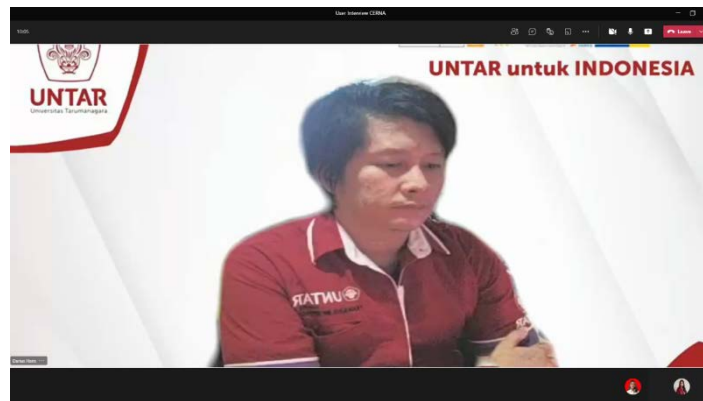 User Interview CERNA
Leave
UNTAR untuk INDONESIA
UNTAR
Universitas Tarumanagara
UNTAR